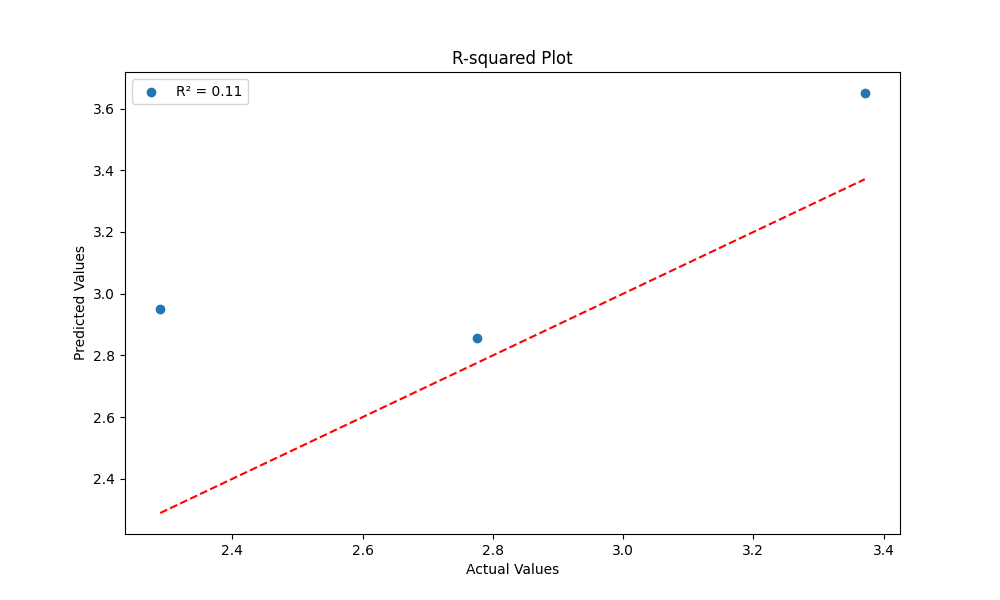 R-squared Plot
R² = 0.11
3.6
3.4
3.2
3.0
2.8
2.6
2.4
Predicted Values
2.4 2.6 2.8 3.0 3.2 3.4
Actual Values